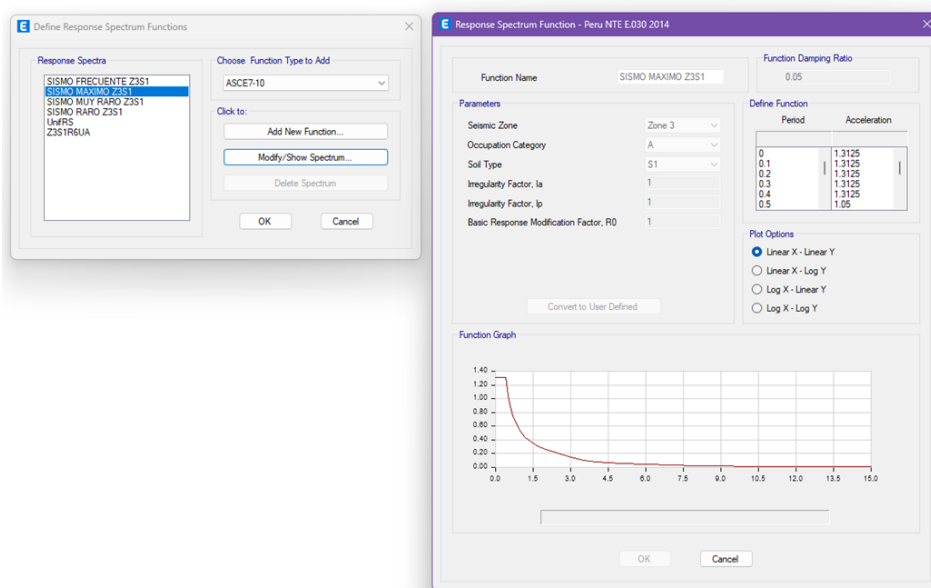 Define Response Spectrum Functions
Response Spectra
SISMO FRECUENTE Z3S1
SISMO MAXIMO Z3S1
SISMO MUY RARO Z3S1
SISMO RARO Z3S1
UnifRS
Z3S1R6UA
Choose Function Type to Add
ASCE7-10
Click to:
Add New Function...
Modify/Show Spectrum...
Delete Spectrum
OK
Cancel
Response Spectrum Function - Peru NTE E.030 2014
Function Name
SISMO MAXIMO Z3S1
Function Damping Ratio
0.05
Parameters
Seismic Zone
Zone 3
Occupation Category
A
Soil Type
S1
Irregularity Factor, Ia
1
Irregularity Factor, Ip
1
Basic Response Modification Factor, R0
1
Convert to User Defined
Define Function
Period Acceleration
0 1.3125
0.1 1.3125
0.2 1.3125
0.3 1.3125
0.4 1.3125
0.5 1.05
Plot Options
Linear X - Linear Y
Linear X - Log Y
Log X - Linear Y
Log X - Log Y
Function Graph
1.40
1.20
1.00
0.80
0.60
0.40
0.20
0.00
0.0 1.5 3.0 4.5 6.0 7.5 9.0 10.5 12.0 13.5 15.0
OK
Cancel